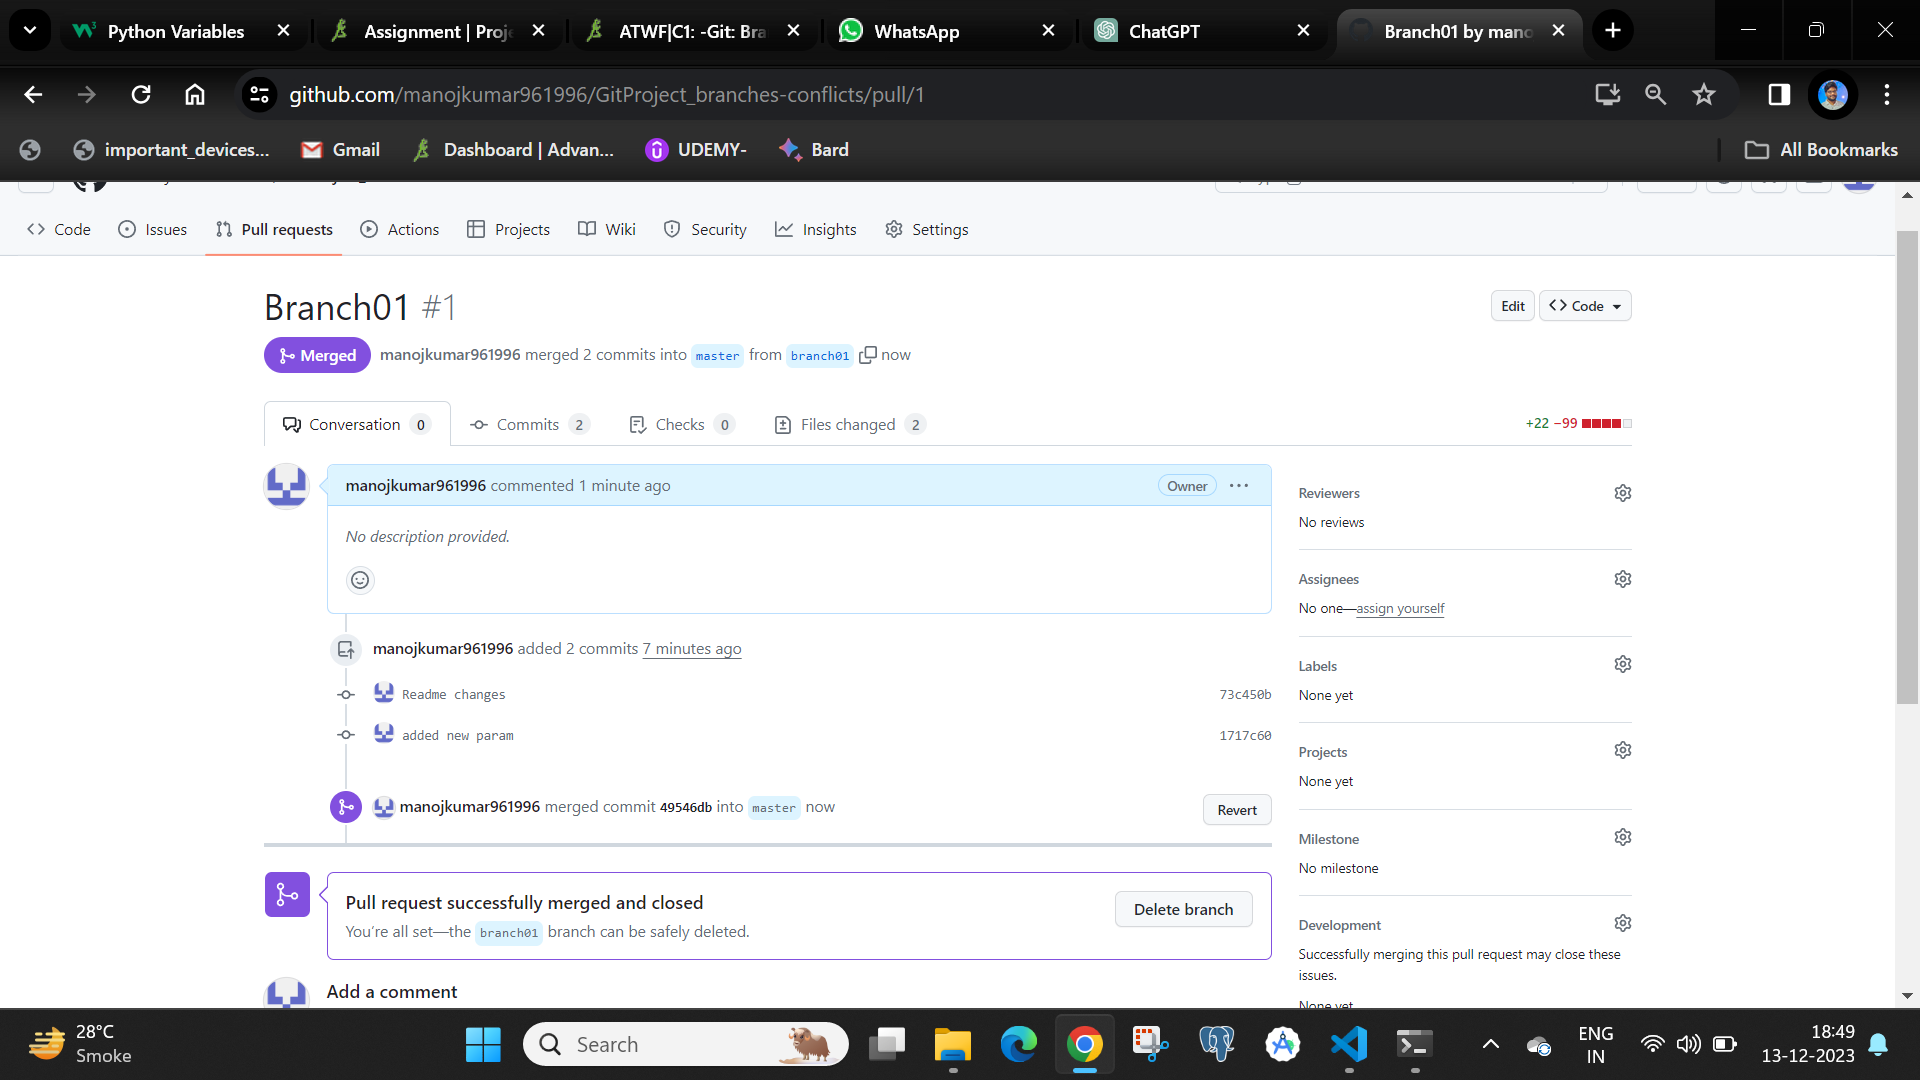 Python Variables
Assignment | Proje
ATWF|C1: -Git: Bra
WhatsApp
ChatGPT
Branch01 by mano
github.com/manojkumar961996/GitProject_branches-conflicts/pull/1
important_devices...
Gmail
Dashboard | Advan...
UDEMY-
Bard
All Bookmarks
Code
Issues
Pull requests
Actions
Projects
Wiki
Security
Insights
Settings
Branch01 #1
Edit
Code
Merged
manojkumar961996 merged 2 commits into master from branch01 now
Conversation 0
Commits 2
Checks 0
Files changed 2
+22 −99
manojkumar961996 commented 1 minute ago
Owner
No description provided.
manojkumar961996 added 2 commits 7 minutes ago
Readme changes
73c450b
added new param
1717c60
manojkumar961996 merged commit 49546db into master now
Revert
Pull request successfully merged and closed
You're all set—the branch01 branch can be safely deleted.
Delete branch
Add a comment
Reviewers
No reviews
Assignees
No one—assign yourself
Labels
None yet
Projects
None yet
Milestone
No milestone
Development
Successfully merging this pull request may close these
issues.
None yet
28°C
Smoke
Search
ENG
IN
18:49
13-12-2023